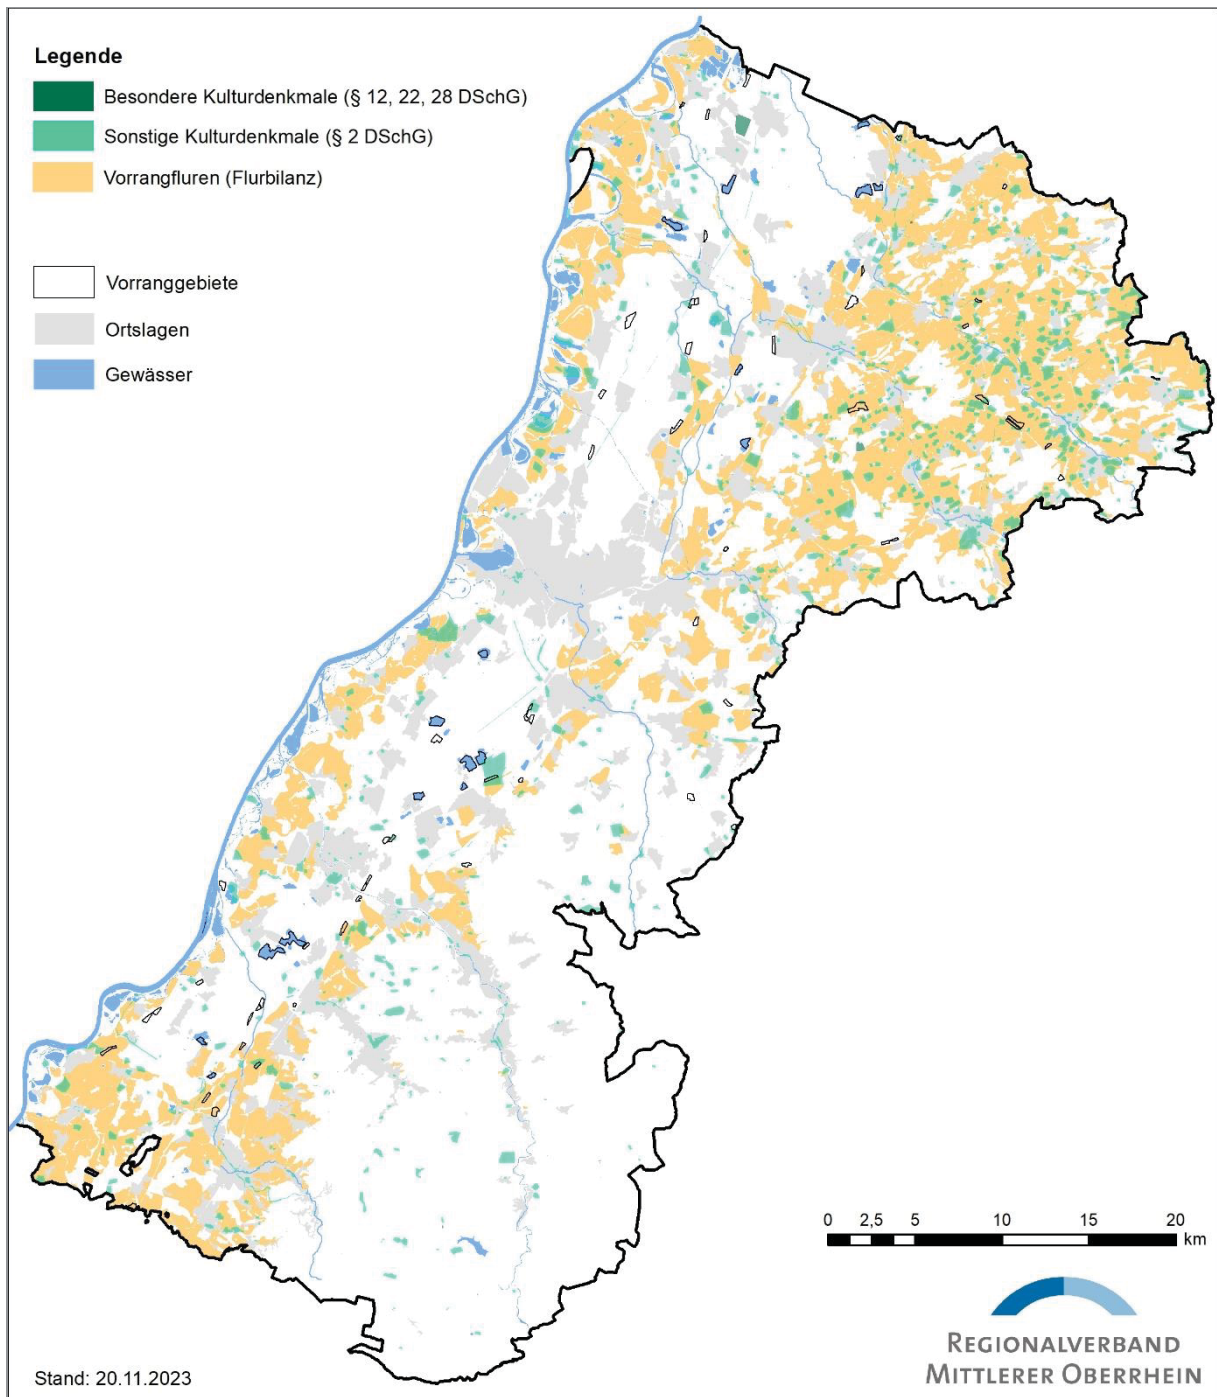 Legende
Besondere Kulturdenkmale (§ 12, 22, 28 DSchG)
Sonstige Kulturdenkmale (§ 2 DSchG)
Vorrangfluren (Flurbilanz)
Vorranggebiete
Ortslagen
Gewässer
0 2,5 5 10 15 20
km
REGIONALVERBAND
MITTLERER OBERRHEIN
Stand: 20.11.2023